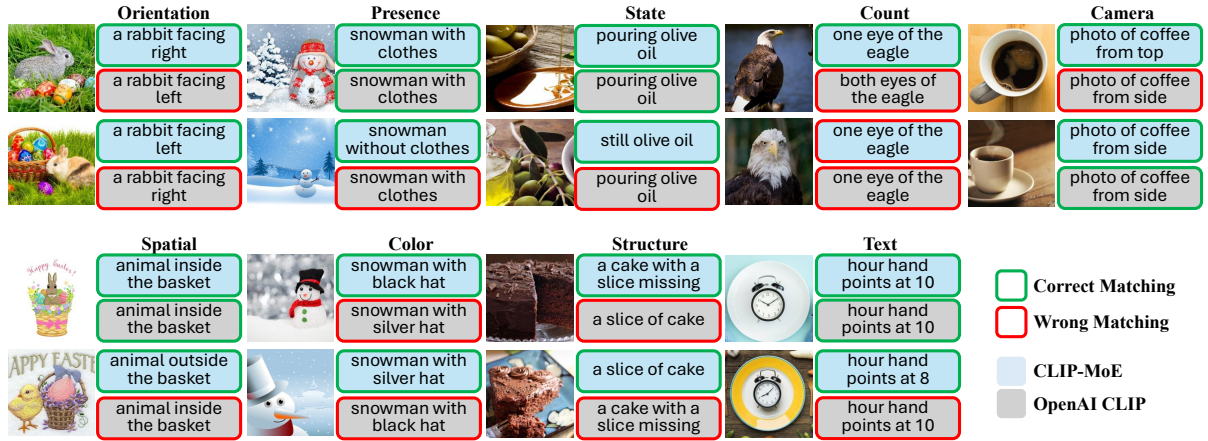 Orientation
Presence
State
Count
Camera
a rabbit facing
right
snowman with
clothes
pouring olive
oil
one eye of the
eagle
photo of coffee
from top
a rabbit facing
left
snowman with
clothes
pouring olive
oil
both eyes of
the eagle
photo of coffee
from side
a rabbit facing
left
snowman
without clothes
still olive oil
one eye of the
eagle
photo of coffee
from side
a rabbit facing
right
snowman with
clothes
pouring olive
oil
one eye of the
eagle
photo of coffee
from side
Spatial
Color
Structure
Text
Happy Easter!
animal inside
the basket
snowman with
black hat
a cake with a
slice missing
hour hand
points at 10
animal inside
the basket
snowman with
silver hat
a slice of cake
hour hand
points at 10
APPY EASTE
animal outside
the basket
snowman with
silver hat
a slice of cake
hour hand
points at 8
animal inside
the basket
snowman with
black hat
a cake with a
slice missing
hour hand
points at 10
Correct Matching
Wrong Matching
CLIP-MoE
OpenAI CLIP